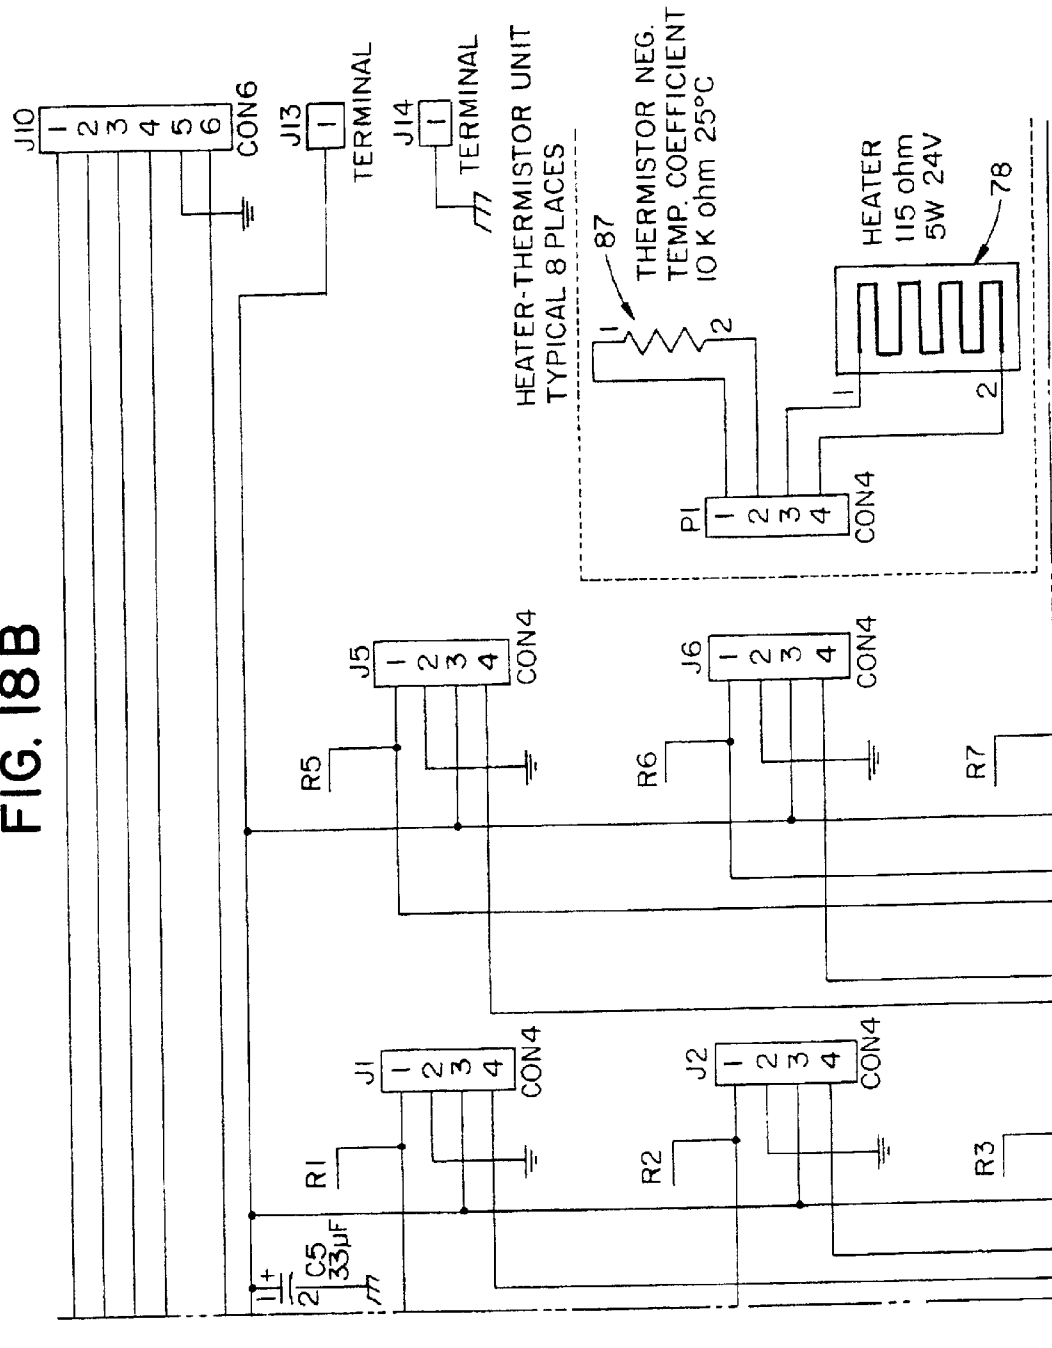 FIG. 18B
J10
1
2
3
4
5
6
CON6
J13
1
TERMINAL
J14
1
TERMINAL
HEATER-THERMISTOR UNIT
TYPICAL 8 PLACES
87
THERMISTOR NEG.
TEMP. COEFFICIENT
10 K ohm 25°C
1
2
HEATER
115 ohm
5W 24V
78
1
2
P1
1
2
3
4
CON4
J5
1
2
3
4
CON4
R5
J6
1
2
3
4
CON4
R6
R7
J1
1
2
3
4
CON4
R1
J2
1
2
3
4
CON4
R2
R3
1 +
2
C5
33µF